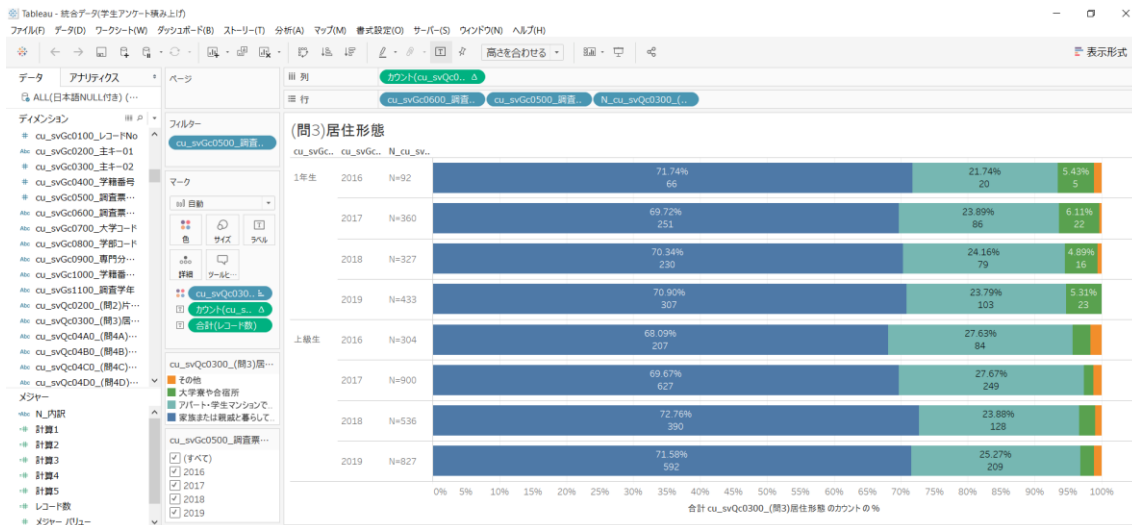 Tableau - 統合データ(学生アンケート積み上げ)
ファイル(F) データ(D) ワークシート(W) ダッシュボード(B) ストーリー(T) 分析(A) マップ(M) 書式設定(O) サーバー(S) ウィンドウ(N) ヘルプ(H)
高さを合わせる
表示形式
データ アナリティクス
ALL(日本語NULL付き) (…
ディメンション
# cu_svGc0100_レコードNo
Abc cu_svGc0200_主キー01
Abc cu_svGc0300_主キー02
# cu_svGc0400_学籍番号
# cu_svGc0500_調査票…
Abc cu_svGc0600_調査票…
Abc cu_svGc0700_大学コード
Abc cu_svGc0800_学部コード
Abc cu_svGc0900_専門分…
Abc cu_svGc1000_学籍番…
Abc cu_svGs1100_調査学年
Abc cu_svQc0200_(問2)片…
Abc cu_svQc0300_(問3)居…
Abc cu_svQc04A0_(問4A)…
Abc cu_svQc04B0_(問4B)…
Abc cu_svQc04C0_(問4C)…
Abc cu_svQc04D0_(問4D)…
メジャー
Abc N_内訳
# 計算1
# 計算2
# 計算3
# 計算4
# 計算5
# レコード数
# メジャー バリュー
ページ
フィルター
cu_svGc0500_調査..
マーク
自動
色 サイズ ラベル
詳細 ツールヒ…
cu_svQc030..
カウント(cu_s.. Δ
合計(レコード数)
cu_svQc0300_(問3)居…
その他
大学寮や合宿所
アパート・学生マンションで..
家族または親戚と暮らして..
cu_svGc0500_調査票…
(すべて)
2016
2017
2018
2019
列 カウント(cu_svQc0.. Δ
行 cu_svGc0600_調査.. cu_svGc0500_調査.. N_cu_svQc0300_(..
(問3)居住形態
cu_svGc.. cu_svGc.. N_cu_sv..
1年生 2016 N=92 71.74% 66 21.74% 20 5.43% 5
2017 N=360 69.72% 251 23.89% 86 6.11% 22
2018 N=327 70.34% 230 24.16% 79 4.89% 16
2019 N=433 70.90% 307 23.79% 103 5.31% 23
上級生 2016 N=304 68.09% 207 27.63% 84
2017 N=900 69.67% 627 27.67% 249
2018 N=536 72.76% 390 23.88% 128
2019 N=827 71.58% 592 25.27% 209
0% 5% 10% 15% 20% 25% 30% 35% 40% 45% 50% 55% 60% 65% 70% 75% 80% 85% 90% 95% 100%
合計 cu_svQc0300_(問3)居住形態 のカウント の %